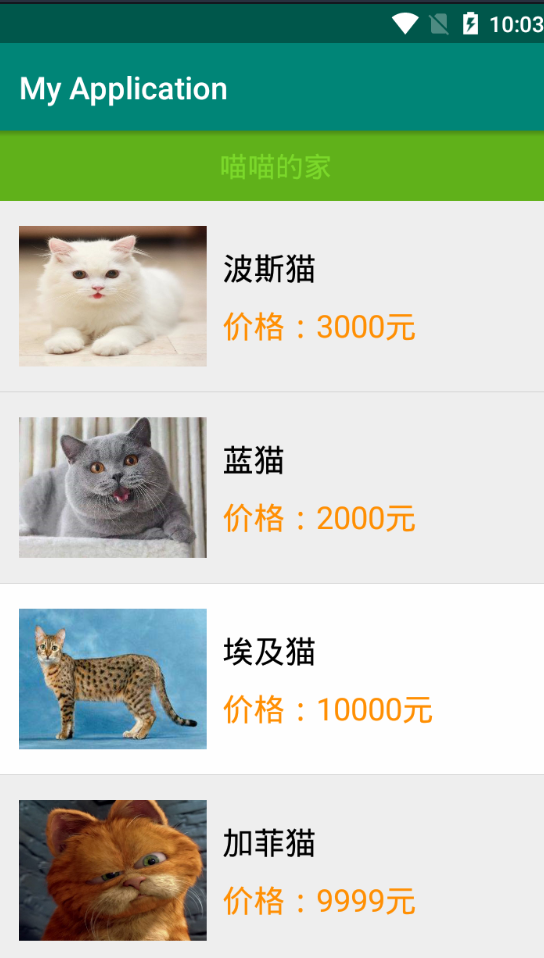 10:03
My Application
喵喵的家
波斯猫
价格：3000元
蓝猫
价格：2000元
埃及猫
价格：10000元
加菲猫
价格：9999元